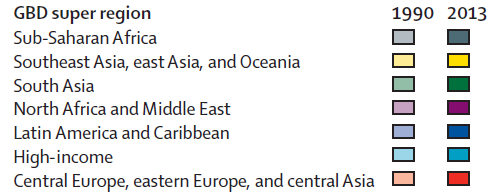 GBD super region 1990 2013
Sub-Saharan Africa
Southeast Asia, east Asia, and Oceania
South Asia
North Africa and Middle East
Latin America and Caribbean
High-income
Central Europe, eastern Europe, and central Asia